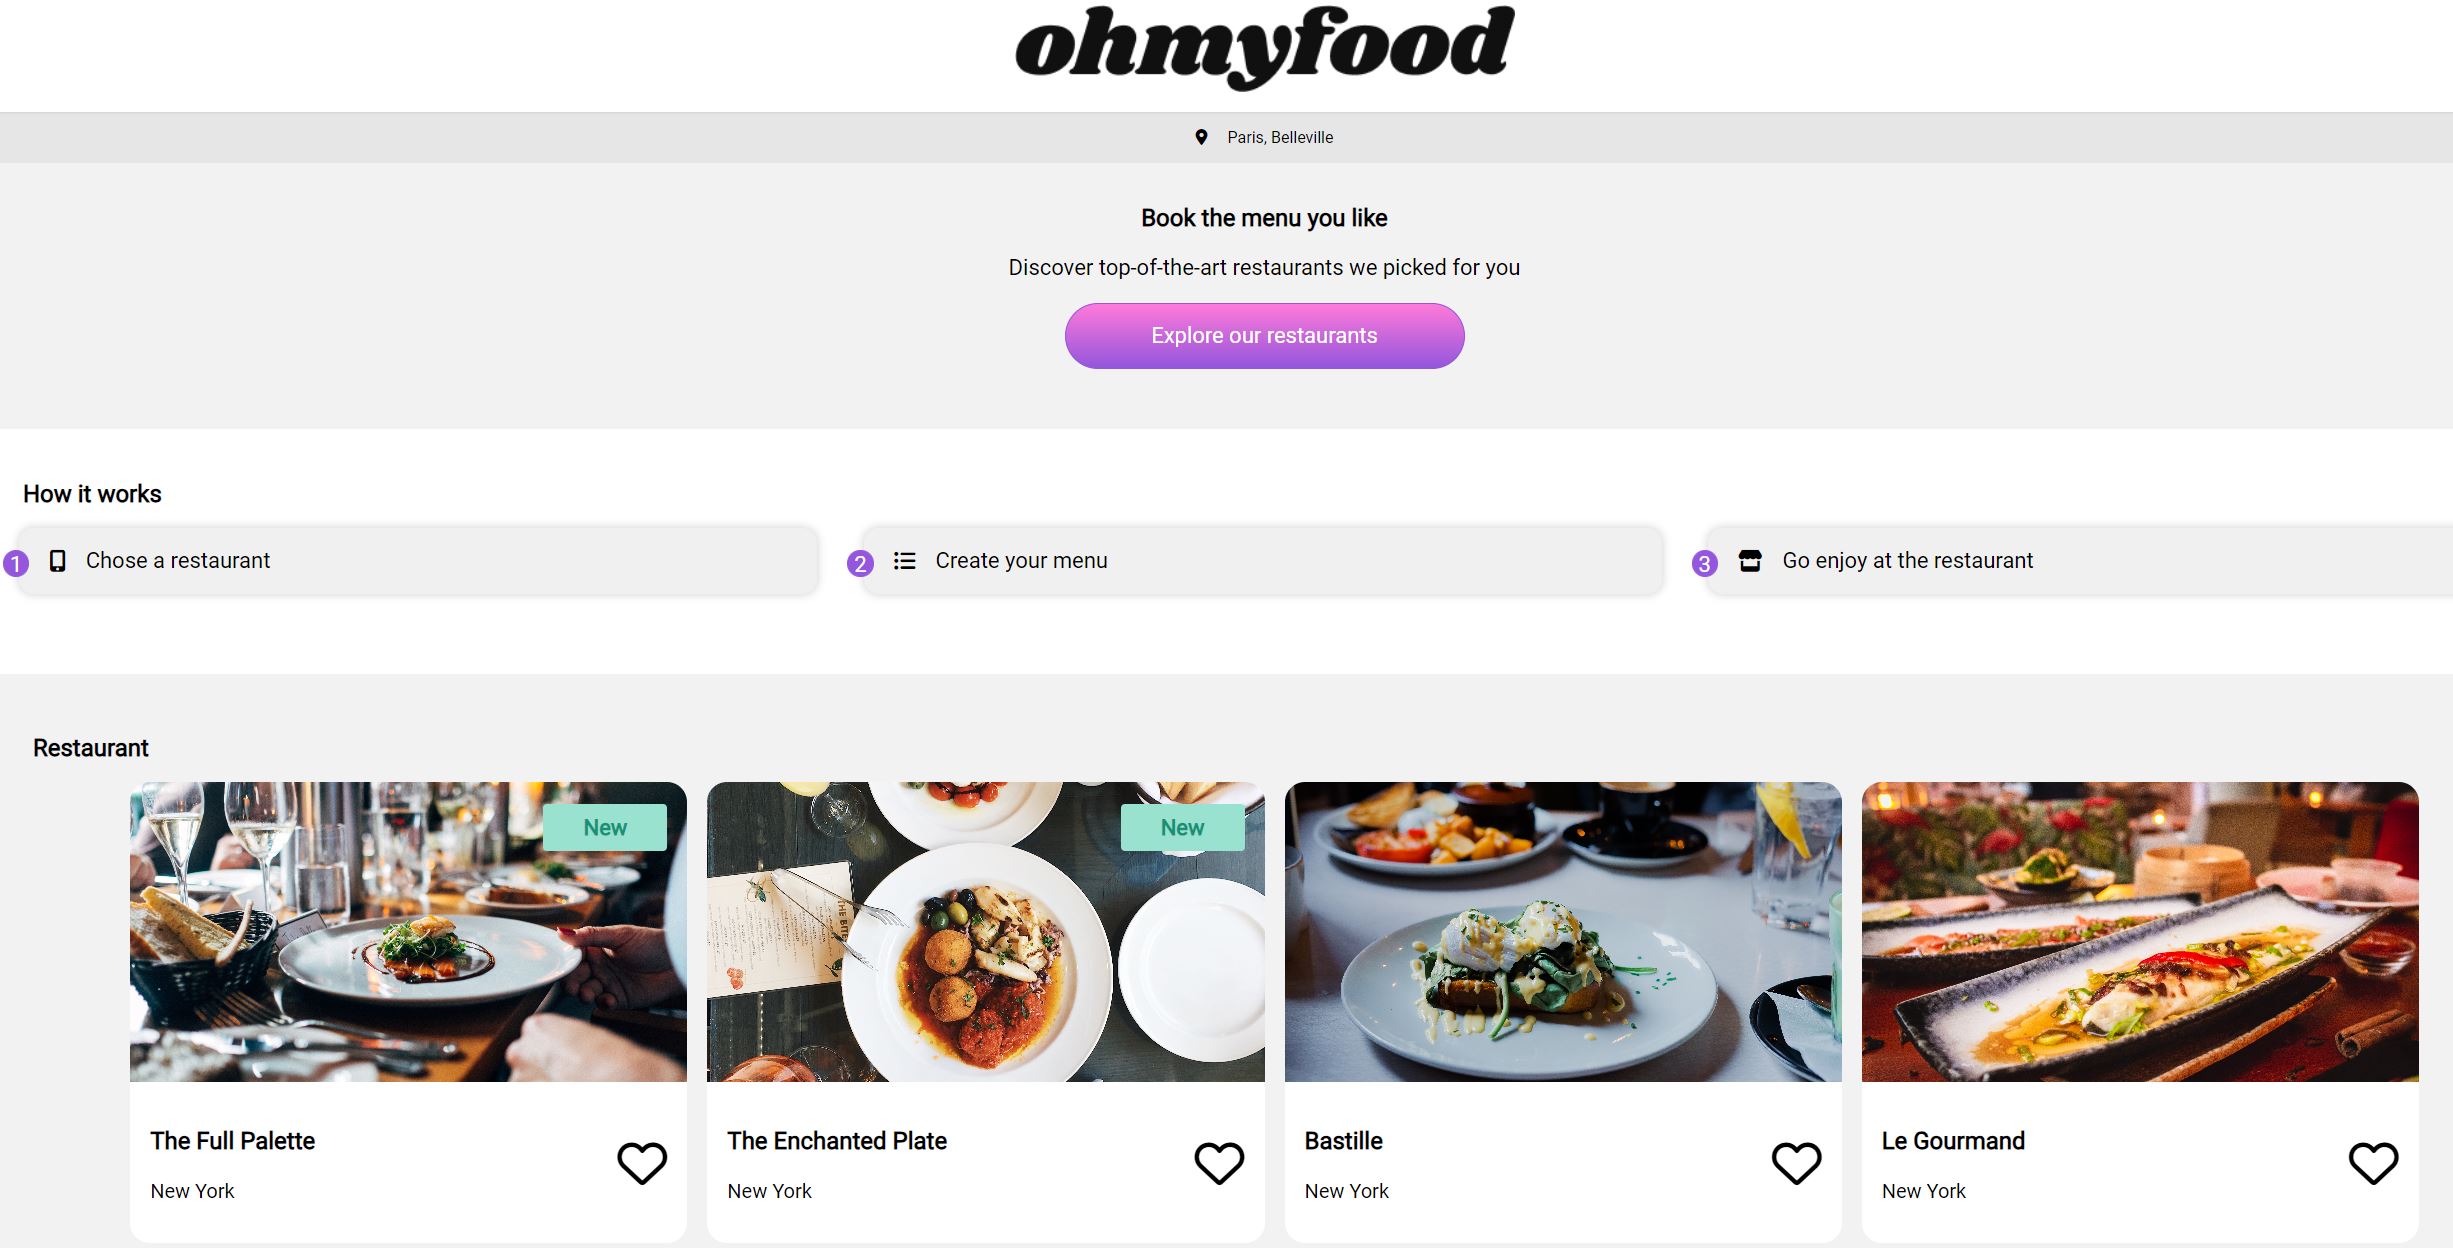 ohmyfood
Paris, Belleville
Book the menu you like
Discover top-of-the-art restaurants we picked for you
Explore our restaurants
How it works
1 Chose a restaurant
2 Create your menu
3 Go enjoy at the restaurant
Restaurant
New
New
The Full Palette
New York
The Enchanted Plate
New York
Bastille
New York
Le Gourmand
New York